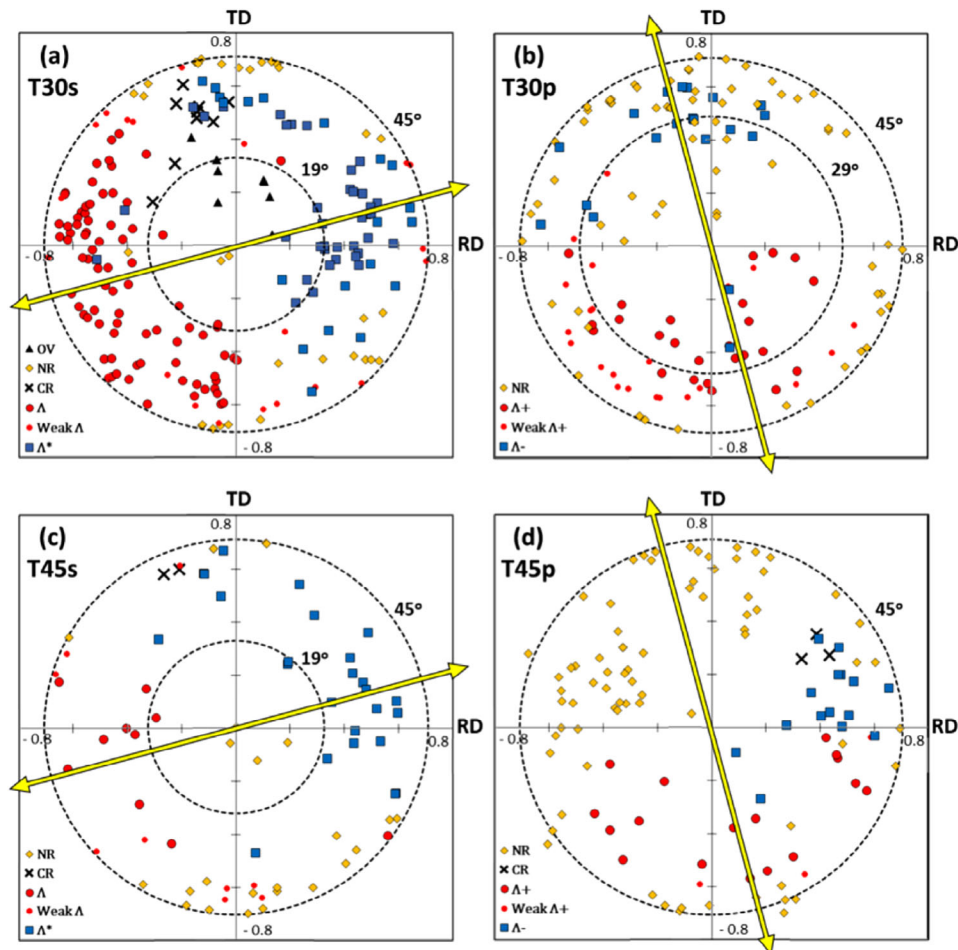 TD
(a)
T30s
0.8
45°
19°
RD
- 0.8
0.8
- 0.8
OV
NR
CR
Λ
Weak Λ
Λ*
TD
(b)
T30p
0.8
45°
29°
RD
- 0.8
0.8
- 0.8
NR
Λ+
Weak Λ+
Λ-
TD
(c)
T45s
0.8
45°
19°
RD
- 0.8
0.8
- 0.8
NR
CR
Λ
Weak Λ
Λ*
TD
(d)
T45p
0.8
45°
RD
- 0.8
0.8
- 0.8
NR
CR
Λ+
Weak Λ+
Λ-